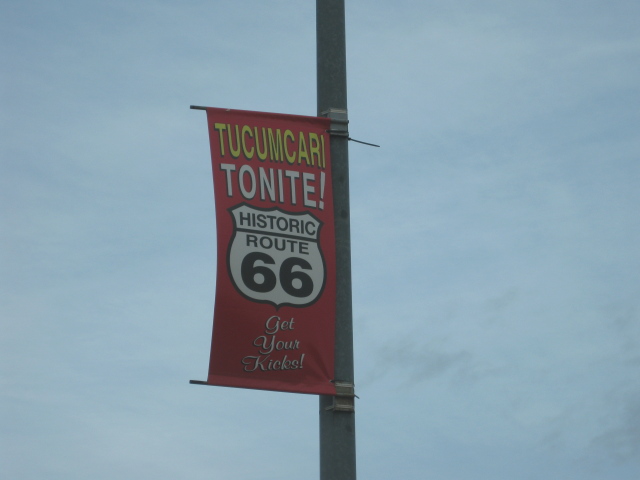 TUCUMCARI
TONITE!
HISTORIC
ROUTE
66
Get
Your
Kicks!